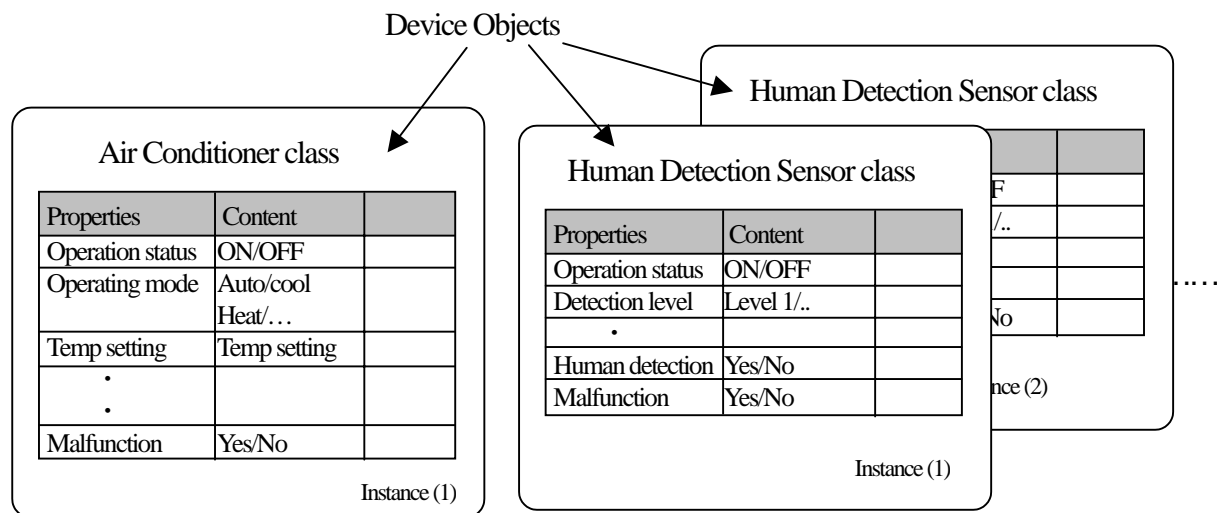 Device Objects
Air Conditioner class
Properties Content
Operation status ON/OFF
Operating mode Auto/cool
Heat/…
Temp setting Temp setting
.
.
Malfunction Yes/No
Instance (1)
Human Detection Sensor class
Properties Content
Operation status ON/OFF
Detection level Level 1/..
.
Human detection Yes/No
Malfunction Yes/No
Instance (1)
Human Detection Sensor class
F
/..
No
nce (2)
……